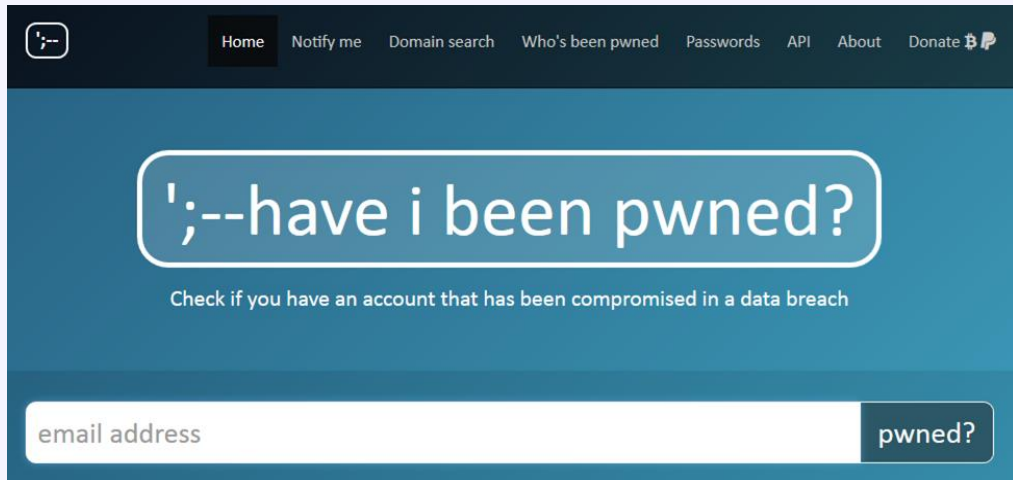 ';--
Home Notify me Domain search Who's been pwned Passwords API About Donate
';--have i been pwned?
Check if you have an account that has been compromised in a data breach
email address
pwned?